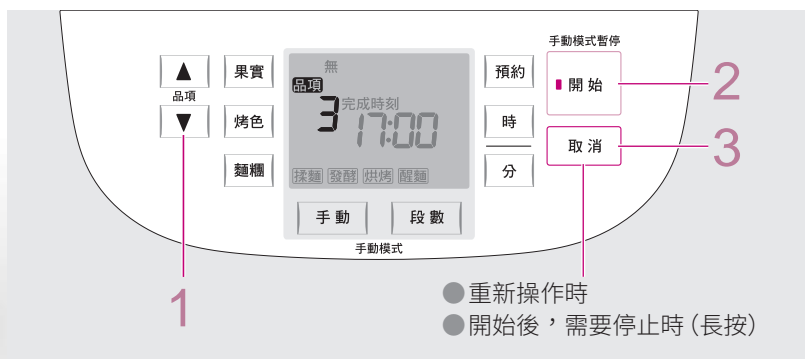 手動模式暫停
▲
品項
▼
果實
烤色
麵糰
無
品項
3
完成時刻
17:00
揉麵 發酵 烘烤 醒麵
手動
段數
手動模式
預約
時
分
開始
取消
1
2
3
●重新操作時
●開始後，需要停止時（長按）